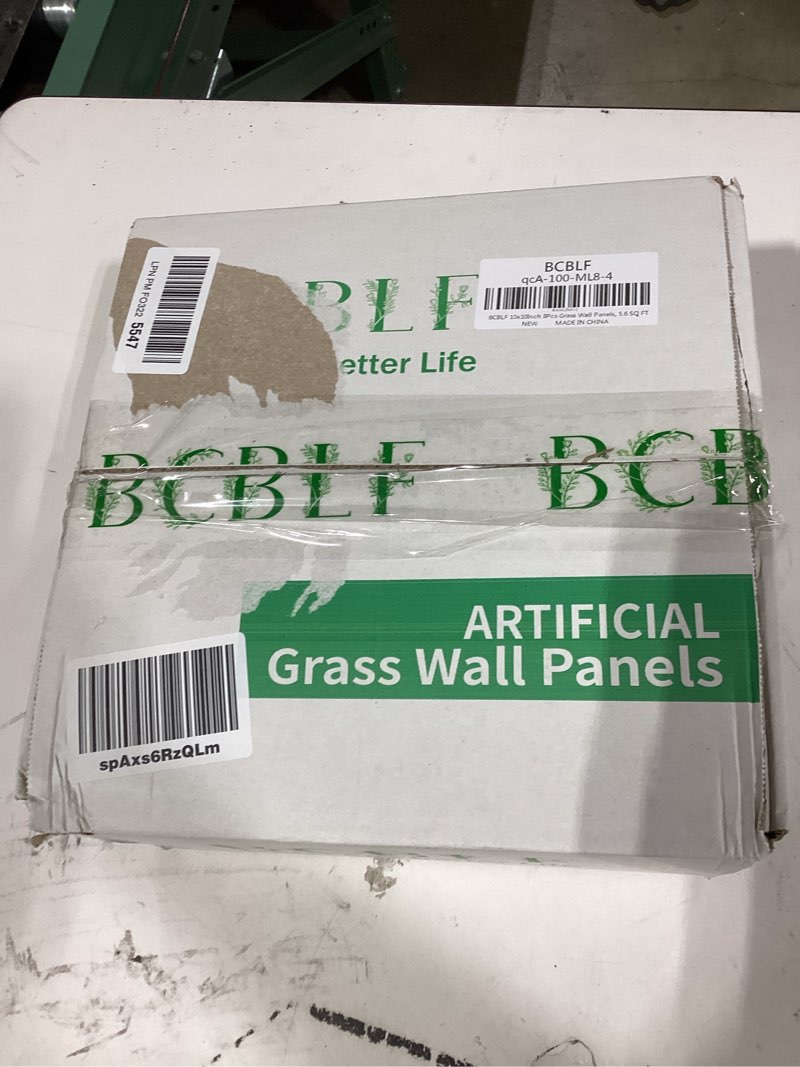 LPN PM FO322 5547
BLF
etter Life
BCBLF
qcA-100-ML8-4
BCBLF 10x10inch 8Pcs Grass Wall Panels, 5.6 SQ FT
NEW MADE IN CHINA
BCBLF BCB
ARTIFICIAL
Grass Wall Panels
spAxs6RzQLm